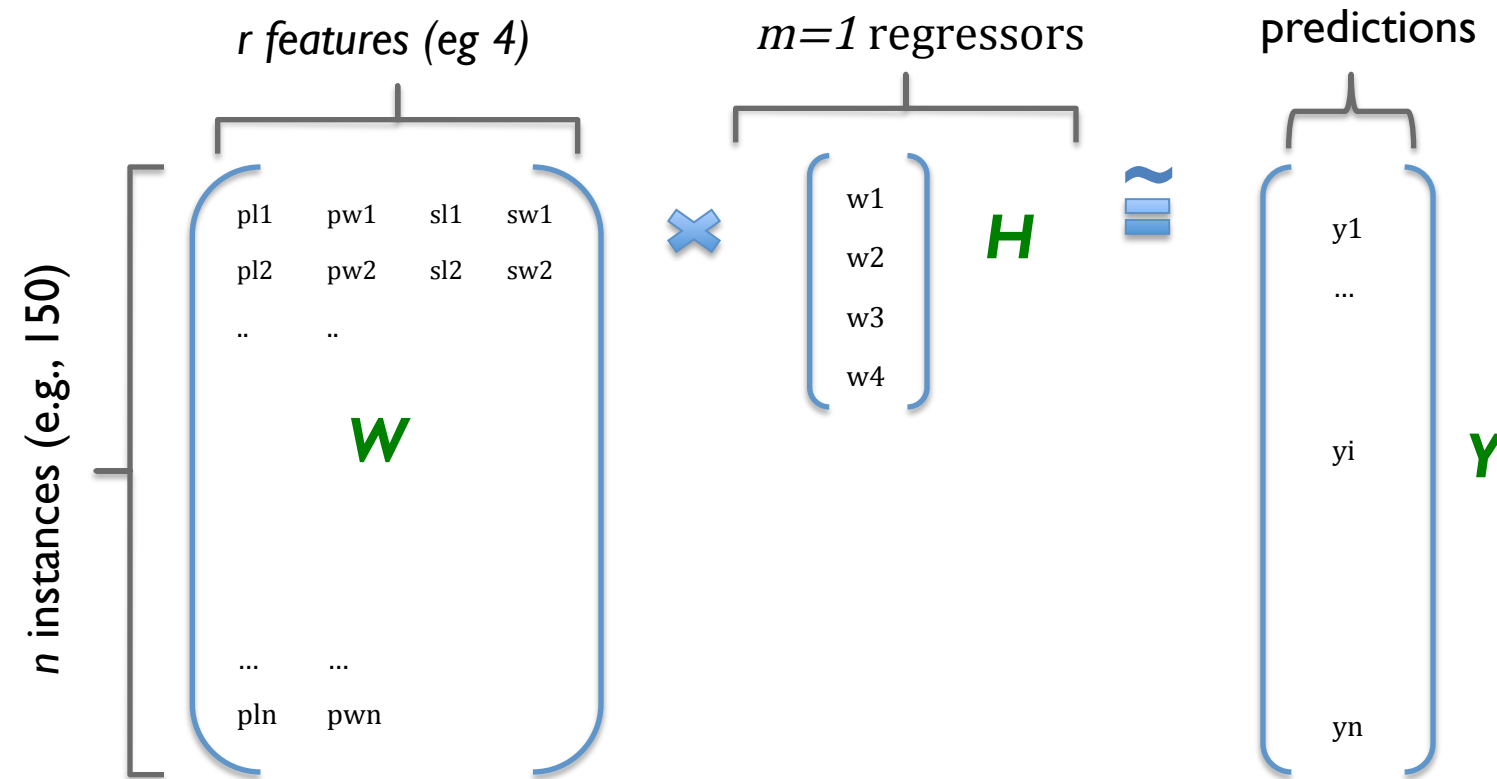 r features (eg 4)
m=1 regressors
predictions
n instances (e.g., 150)
pl1 pw1 sl1 sw1
pl2 pw2 sl2 sw2
.. ..
W
... ...
pln pwn
w1
w2
w3
w4
H
≅
y1
...
yi
yn
Y